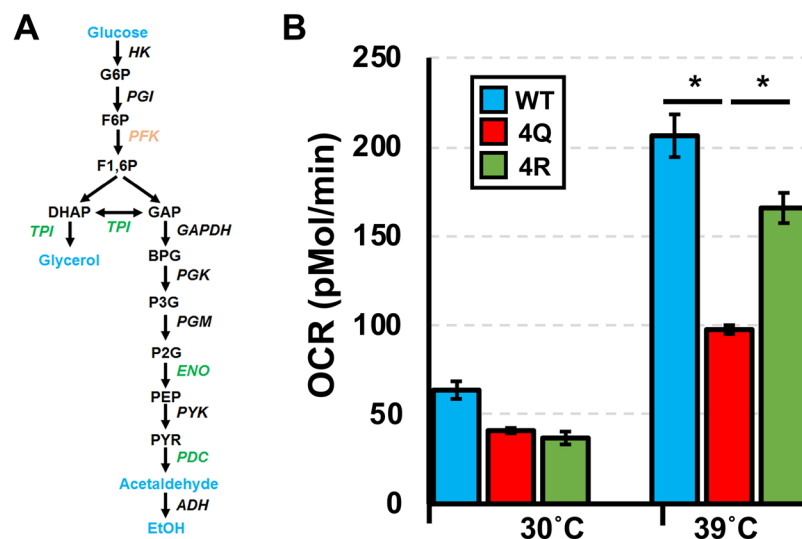 A
Glucose
HK
G6P
PGI
F6P
PFK
F1,6P
DHAP
GAP
TPI
TPI
GAPDH
Glycerol
BPG
PGK
P3G
PGM
P2G
ENO
PEP
PYK
PYR
PDC
Acetaldehyde
ADH
EtOH
B
OCR (pMol/min)
250
200
150
100
50
0
WT
4Q
4R
* *
30˚C 39˚C